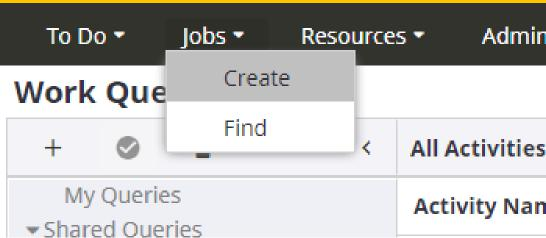 To Do Jobs Resources Admin
Create
Work Que
Find
All Activities
Activity Nam
My Queries
Shared Queries